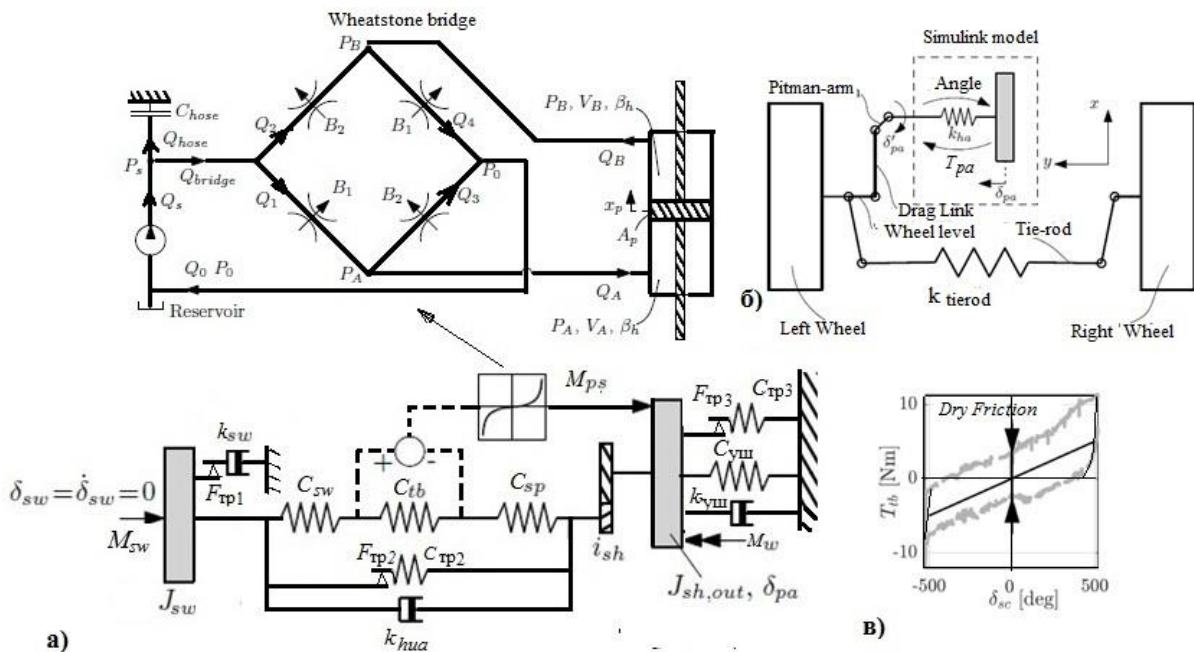 Wheatstone bridge
P_B
C_hose
Q_hose
P_s
Q_bridge
Q_s
Q_2
B_2
B_1
Q_4
P_0
Q_1
B_1
B_2
Q_3
P_A
Q_0 P_0
Reservoir
P_B, V_B, β_h
Q_B
x_p
A_p
Q_A
P_A, V_A, β_h
Simulink model
Pitman-arm
Angle
k_ha
δ'_pa
T_pa
δ_pa
x
y
Drag Link
Wheel level
Tie-rod
k tierod
Left Wheel
Right Wheel
б)
M_ps
F_тр3
C_тр3
k_sw
F_тр1
δ_sw = δ̇_sw = 0
M_sw
J_sw
+
-
C_sw
C_tb
C_sp
F_тр2
C_тр2
k_hua
i_sh
C_уш
k_уш
M_w
J_sh,out, δ_pa
а)
Dry Friction
T_tb [Nm]
10
0
-10
-500
0
500
δ_sc [deg]
в)